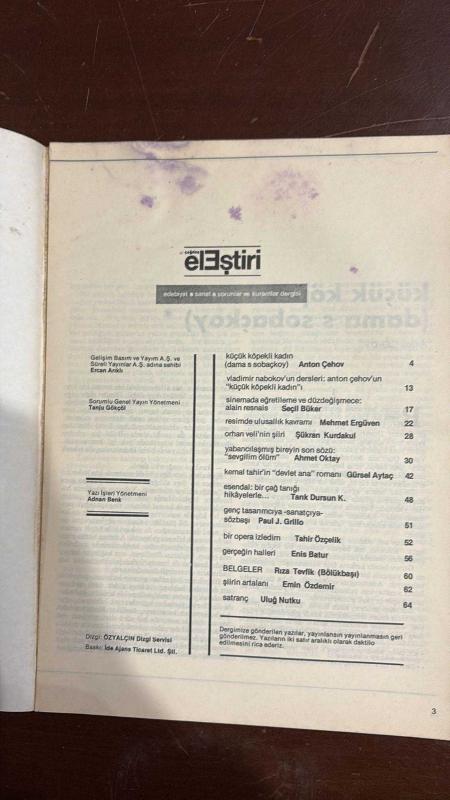 çağdaş
eleştiri
edebiyat ■ sanat ■ sorunlar ve kuramlar dergisi
Gelişim Basım ve Yayım A.Ş. ve
Süreli Yayınlar A.Ş. adına sahibi
Ercan Arıklı
Sorumlu Genel Yayın Yönetmeni
Tanju Gökçöl
Yazı İşleri Yönetmeni
Adnan Benk
Dizgi: ÖZYALÇIN Dizgi Servisi
Baskı: İde Ajans Ticaret Ltd. Şti.
küçük köpekli kadın
(dama s sobaçkoy) Anton Çehov 4
vladimir nabokov'un dersleri: anton çehov'un
"küçük köpekli kadın"ı 13
sinemada eğretileme ve düzdeğişmece:
alain resnais Seçil Büker 17
resimde ulusallık kavramı Mehmet Ergüven 22
orhan veli'nin şiiri Şükran Kurdakul 28
yabancılaşmış bireyin son sözü:
"sevgilim ölüm" Ahmet Oktay 30
kemal tahir'in "devlet ana" romanı Gürsel Aytaç 42
esendal: bir çağ tanığı
hikâyelerle... Tarık Dursun K. 48
genç tasarımcıya -sanatçıya-
sözbaşı Paul J. Grillo 51
bir opera izledim Tahir Özçelik 52
gerçeğin halleri Enis Batur 56
BELGELER Rıza Tevfik (Bölükbaşı) 60
şiirin artalanı Emin Özdemir 62
satranç Uluğ Nutku 64
Dergimize gönderilen yazılar, yayınlansın yayınlanmasın geri
gönderilmez. Yazıların iki satır aralıklı olarak daktilo
edilmesini rica ederiz.
3